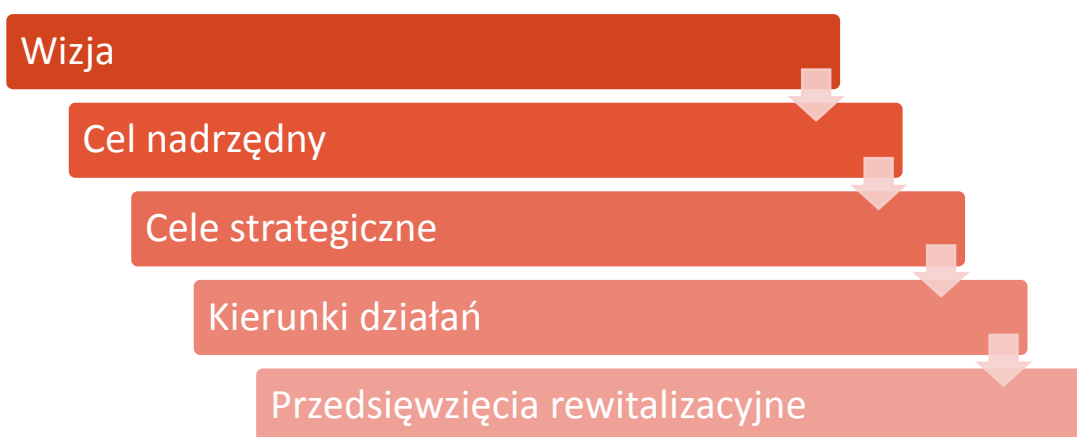 Wizja
Cel nadrzędny
Cele strategiczne
Kierunki działań
Przedsięwzięcia rewitalizacyjne